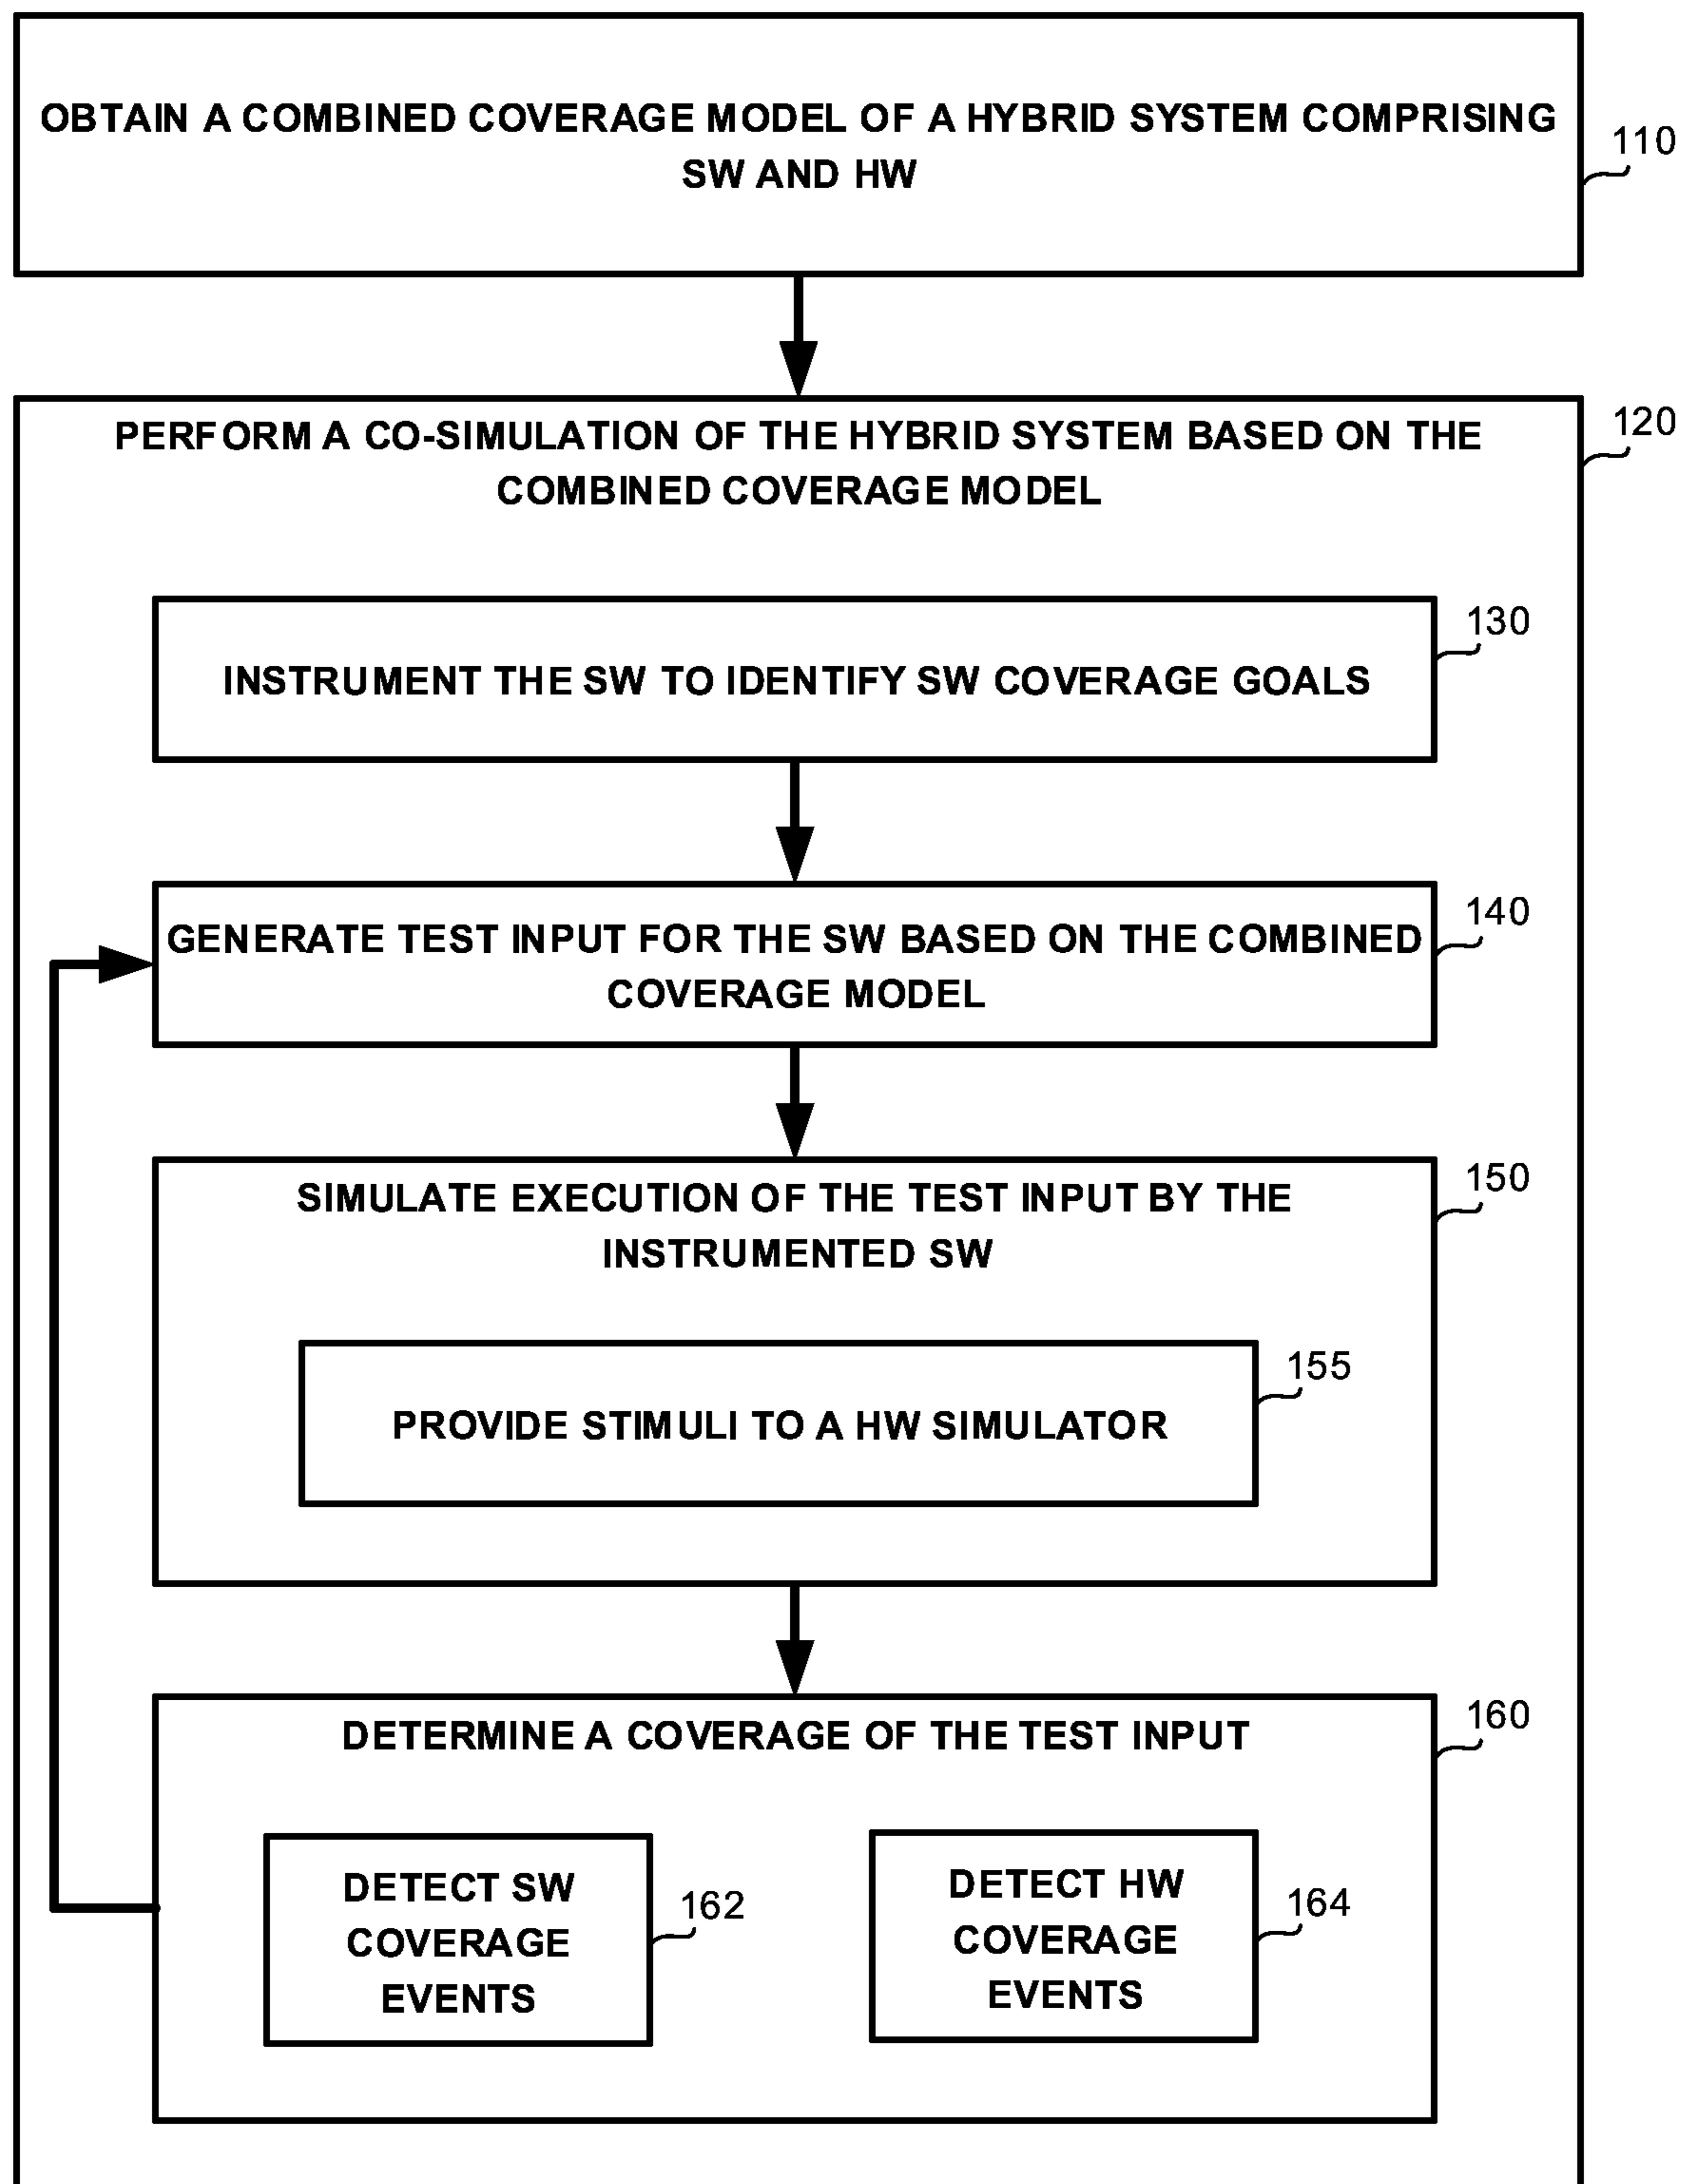 OBTAIN A COMBINED COVERAGE MODEL OF A HYBRID SYSTEM COMPRISING
SW AND HW
110
PERFORM A CO-SIMULATION OF THE HYBRID SYSTEM BASED ON THE
COMBINED COVERAGE MODEL
120
INSTRUMENT THE SW TO IDENTIFY SW COVERAGE GOALS
130
GENERATE TEST INPUT FOR THE SW BASED ON THE COMBINED
COVERAGE MODEL
140
SIMULATE EXECUTION OF THE TEST INPUT BY THE
INSTRUMENTED SW
150
PROVIDE STIMULI TO A HW SIMULATOR
155
DETERMINE A COVERAGE OF THE TEST INPUT
160
DETECT SW
COVERAGE
EVENTS
162
DETECT HW
COVERAGE
EVENTS
164